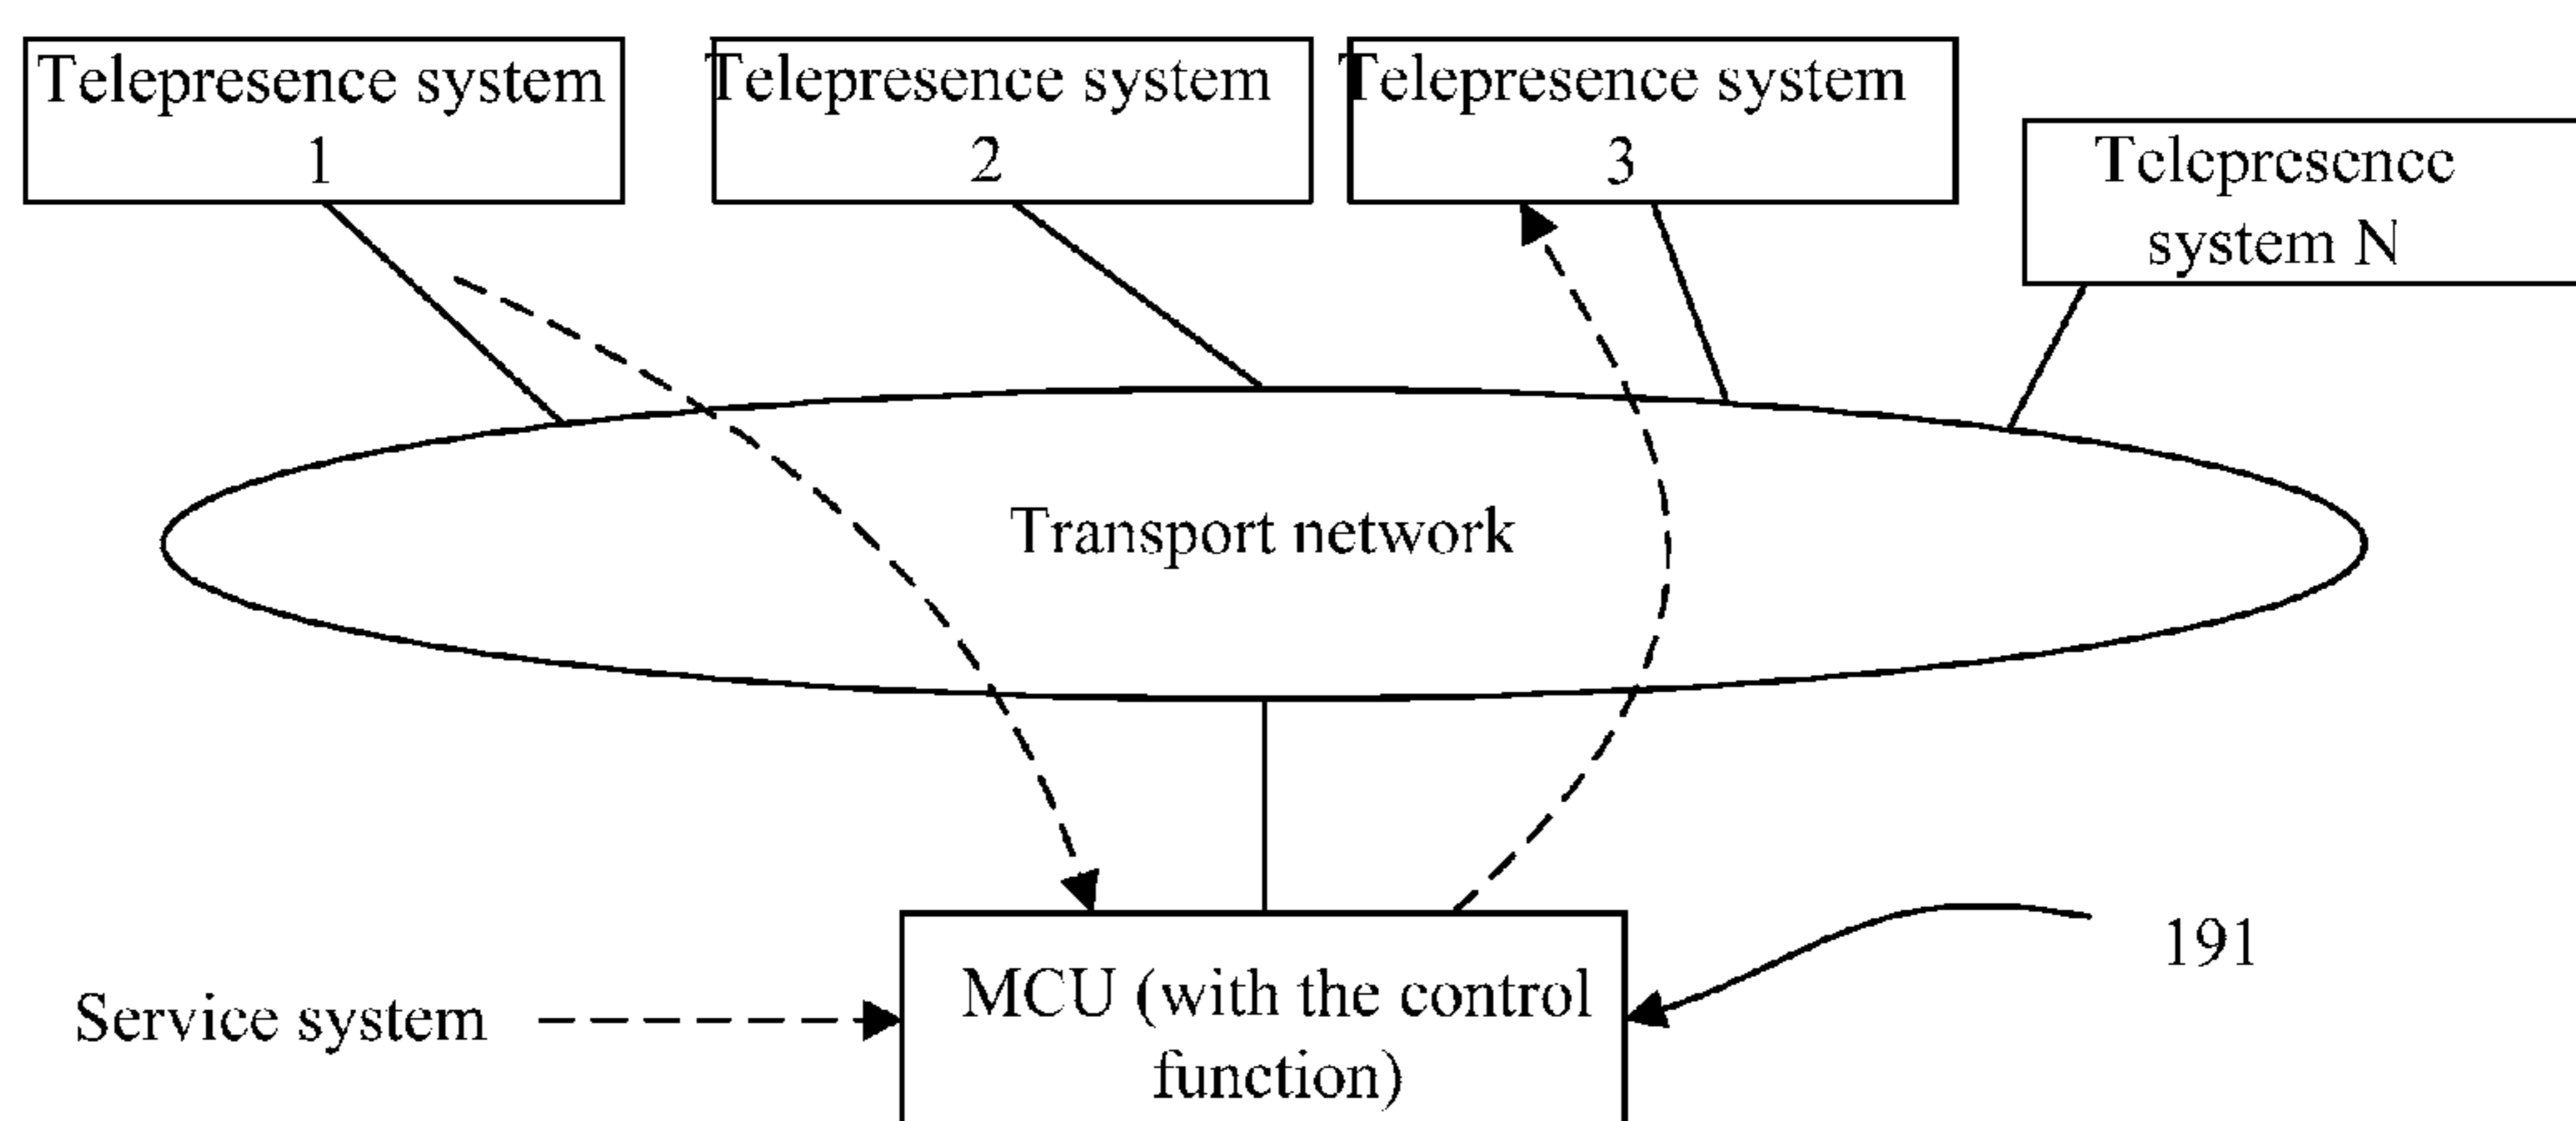 Telepresence system
1
Telepresence system
2
Telepresence system
3
Telepresence
system N
Transport network
191
Service system
MCU (with the control
function)